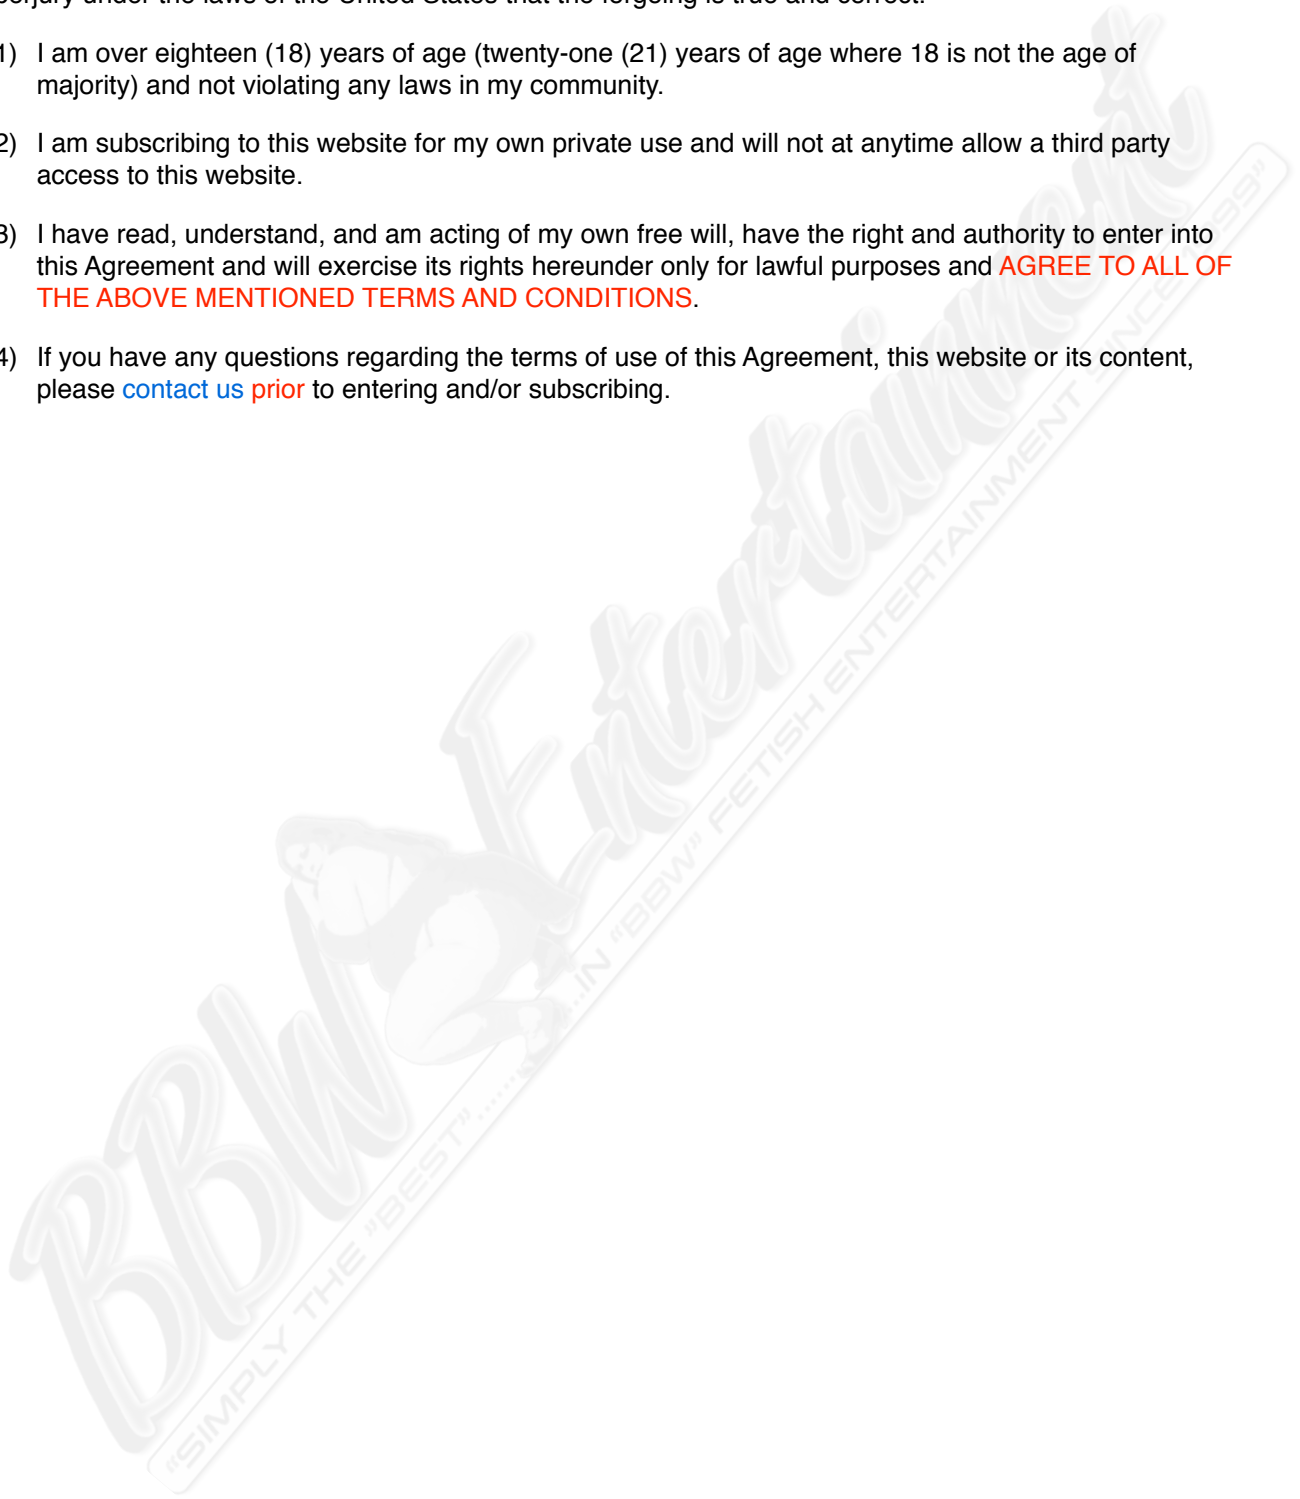 perjury under the laws of the United States that the forgoing is true and correct.
1) I am over eighteen (18) years of age (twenty-one (21) years of age where 18 is not the age of
majority) and not violating any laws in my community.
2) I am subscribing to this website for my own private use and will not at anytime allow a third party
access to this website.
3) I have read, understand, and am acting of my own free will, have the right and authority to enter into
this Agreement and will exercise its rights hereunder only for lawful purposes and AGREE TO ALL OF
THE ABOVE MENTIONED TERMS AND CONDITIONS.
4) If you have any questions regarding the terms of use of this Agreement, this website or its content,
please contact us prior to entering and/or subscribing.
BBW Entertainment
"SIMPLY THE "BEST"........IN "BBW" FETISH ENTERTAINMENT SINCE 1999"